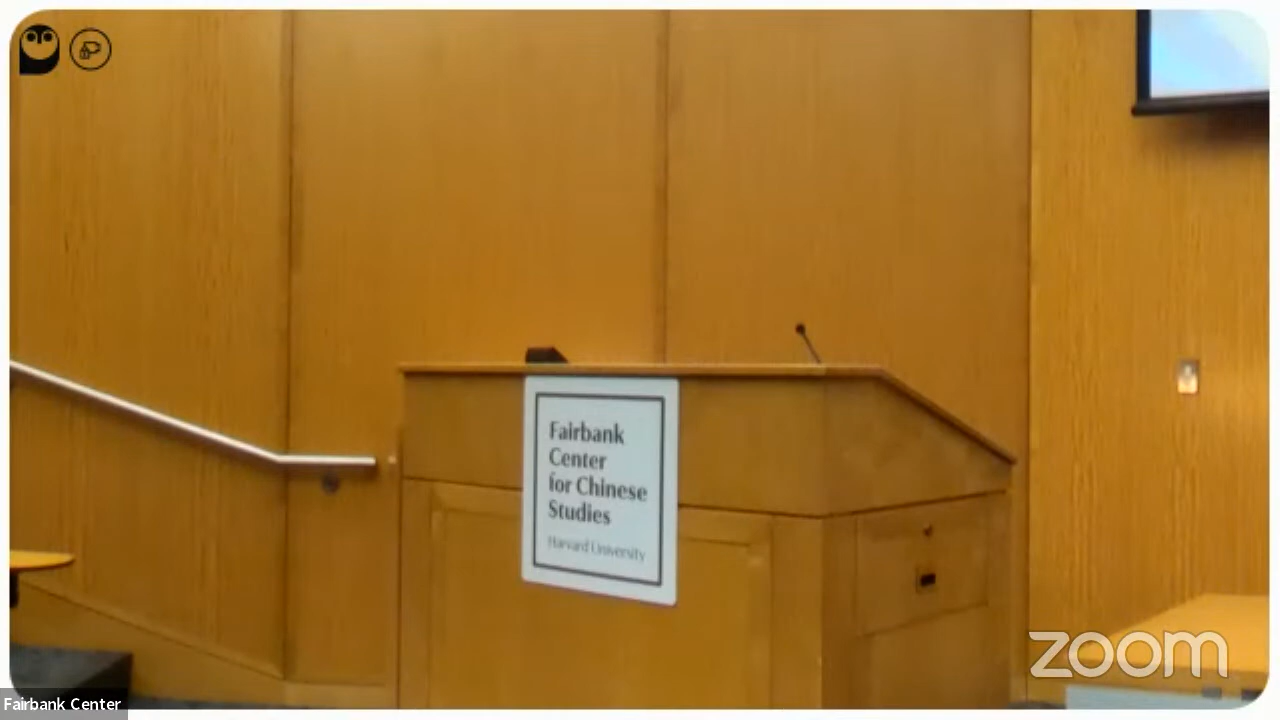 Fairbank
Center
for Chinese
Studies
Harvard University
zoom
Fairbank Center